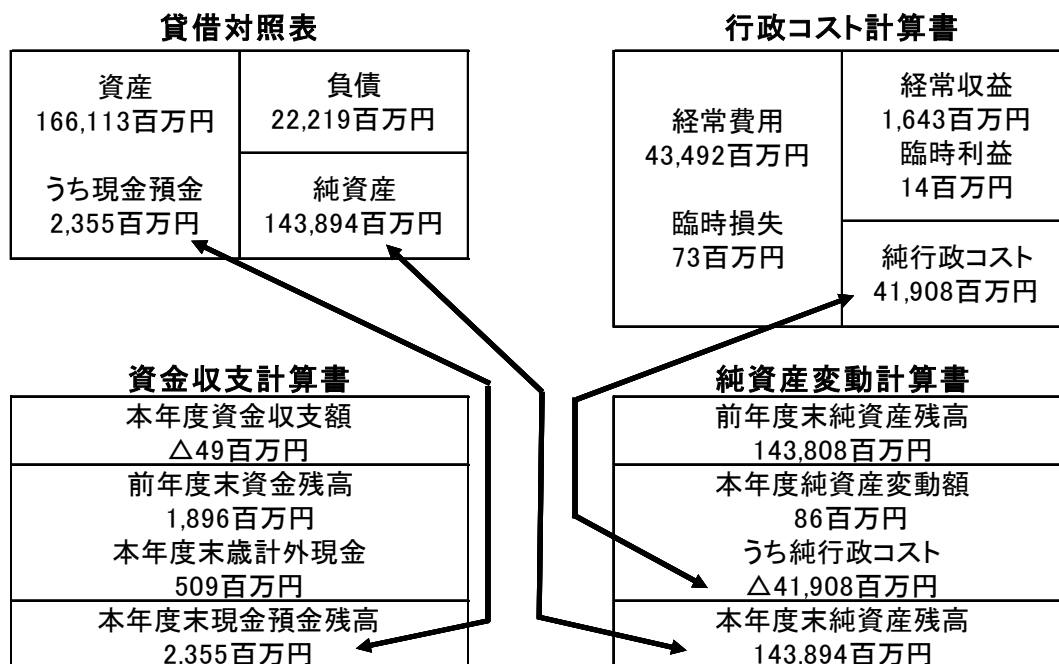 貸借対照表
資産
166,113百万円
うち現金預金
2,355百万円
負債
22,219百万円
純資産
143,894百万円
行政コスト計算書
経常費用
43,492百万円
臨時損失
73百万円
経常収益
1,643百万円
臨時利益
14百万円
純行政コスト
41,908百万円
資金収支計算書
本年度資金収支額
△49百万円
前年度末資金残高
1,896百万円
本年度末歳計外現金
509百万円
本年度末現金預金残高
2,355百万円
純資産変動計算書
前年度末純資産残高
143,808百万円
本年度純資産変動額
86百万円
うち純行政コスト
△41,908百万円
本年度末純資産残高
143,894百万円